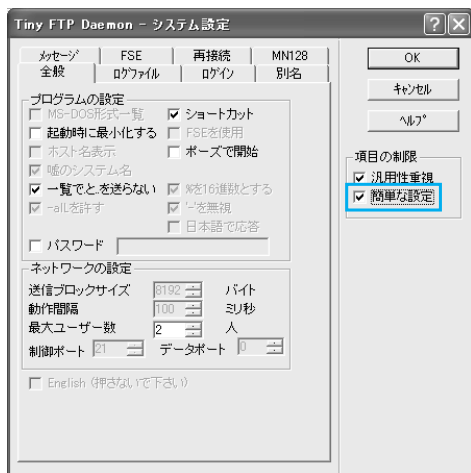 Tiny FTP Daemon - システム設定
メッセージ FSE 再接続 MN128
全般 ログファイル ログイン 別名
プログラムの設定
MS-DOS形式一覧 ショートカット
起動時に最小化する FSEを使用
ホスト名表示 ポーズで開始
嘘のシステム名
一覧でと.を送らない %を16進数とする
-aiLを許す '-'を無視
日本語で応答
パスワード
ネットワークの設定
送信ブロックサイズ 8192 バイト
動作間隔 100 ミリ秒
最大ユーザー数 2 人
制御ポート 21 データポート 0
English (押さないで下さい)
OK
キャンセル
ヘルプ
項目の制限
汎用性重視
簡単な設定